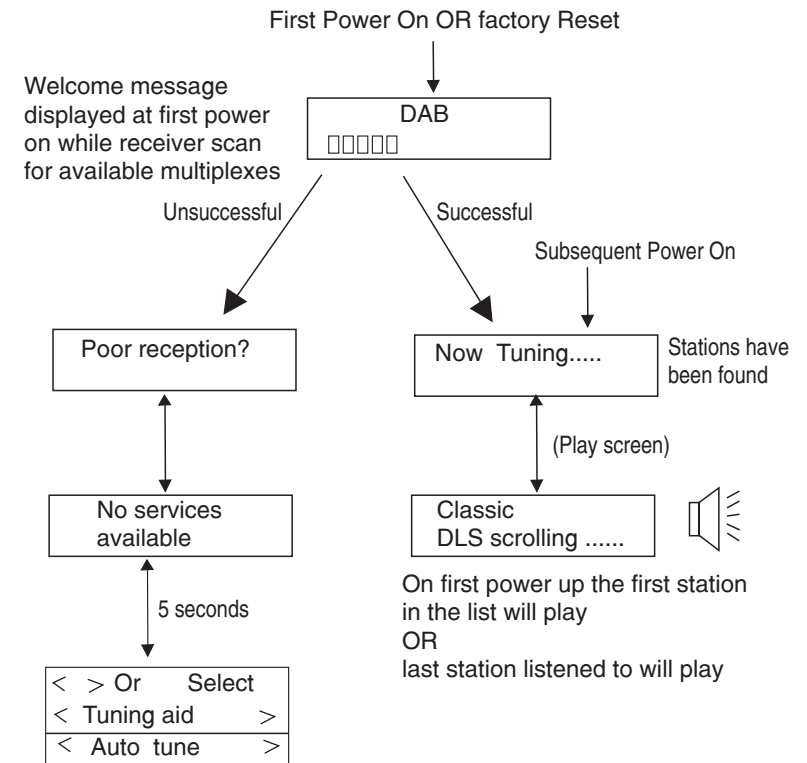 First Power On OR factory Reset
Welcome message
displayed at first power
on while receiver scan
for available multiplexes
DAB
Unsuccessful
Successful
Subsequent Power On
Poor reception?
Now Tuning.....
Stations have
been found
(Play screen)
No services
available
Classic
DLS scrolling ......
5 seconds
On first power up the first station
in the list will play
OR
last station listened to will play
< > Or Select
< Tuning aid >
< Auto tune >